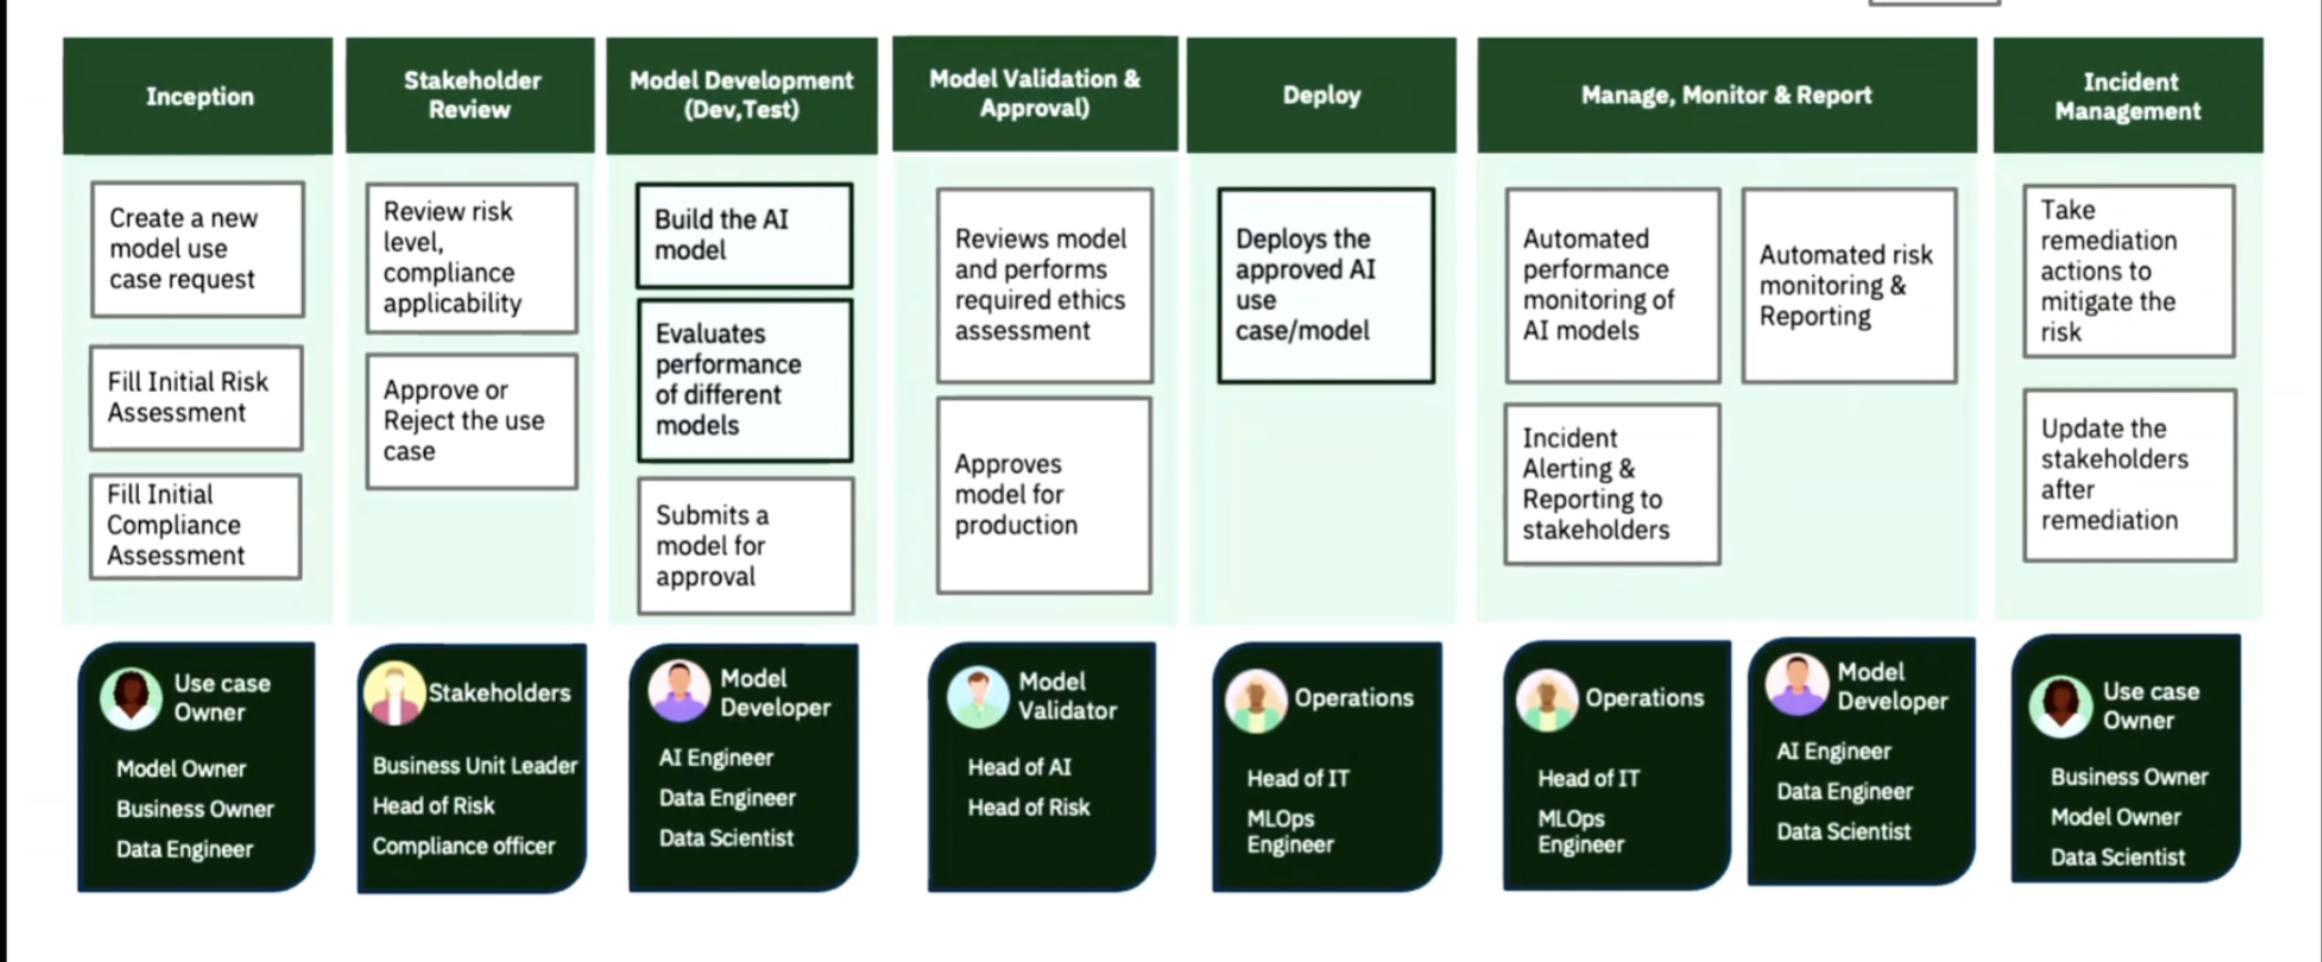 Inception
Stakeholder
Review
Model Development
(Dev,Test)
Model Validation &
Approval)
Deploy
Manage, Monitor & Report
Incident
Management
Create a new
model use
case request
Fill Initial Risk
Assessment
Fill Initial
Compliance
Assessment
Review risk
level,
compliance
applicability
Approve or
Reject the use
case
Build the AI
model
Evaluates
performance
of different
models
Submits a
model for
approval
Reviews model
and performs
required ethics
assessment
Approves
model for
production
Deploys the
approved AI
use
case/model
Automated
performance
monitoring of
AI models
Incident
Alerting &
Reporting to
stakeholders
Automated risk
monitoring &
Reporting
Take
remediation
actions to
mitigate the
risk
Update the
stakeholders
after
remediation
Use case
Owner
Model Owner
Business Owner
Data Engineer
Stakeholders
Business Unit Leader
Head of Risk
Compliance officer
Model
Developer
AI Engineer
Data Engineer
Data Scientist
Model
Validator
Head of AI
Head of Risk
Operations
Head of IT
MLOps
Engineer
Operations
Head of IT
MLOps
Engineer
Model
Developer
AI Engineer
Data Engineer
Data Scientist
Use case
Owner
Business Owner
Model Owner
Data Scientist